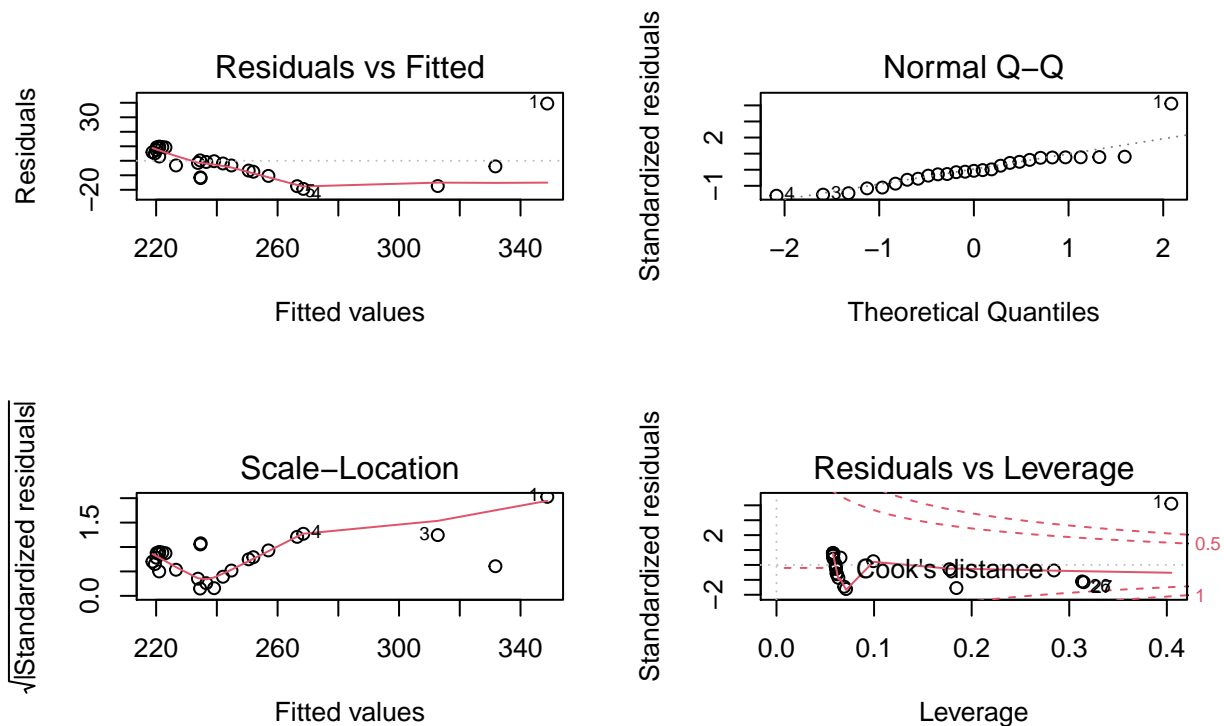 Residuals vs Fitted
Residuals
30
−20
1
4
220 260 300 340
Fitted values
Normal Q−Q
Standardized residuals
2
−1
1
4 3
−2 −1 0 1 2
Theoretical Quantiles
Scale−Location
√|Standardized residuals|
1.5
0.0
1
4 3
220 260 300 340
Fitted values
Residuals vs Leverage
Standardized residuals
2
−2
1
0.5
1
Cook's distance
0.0 0.1 0.2 0.3 0.4
Leverage